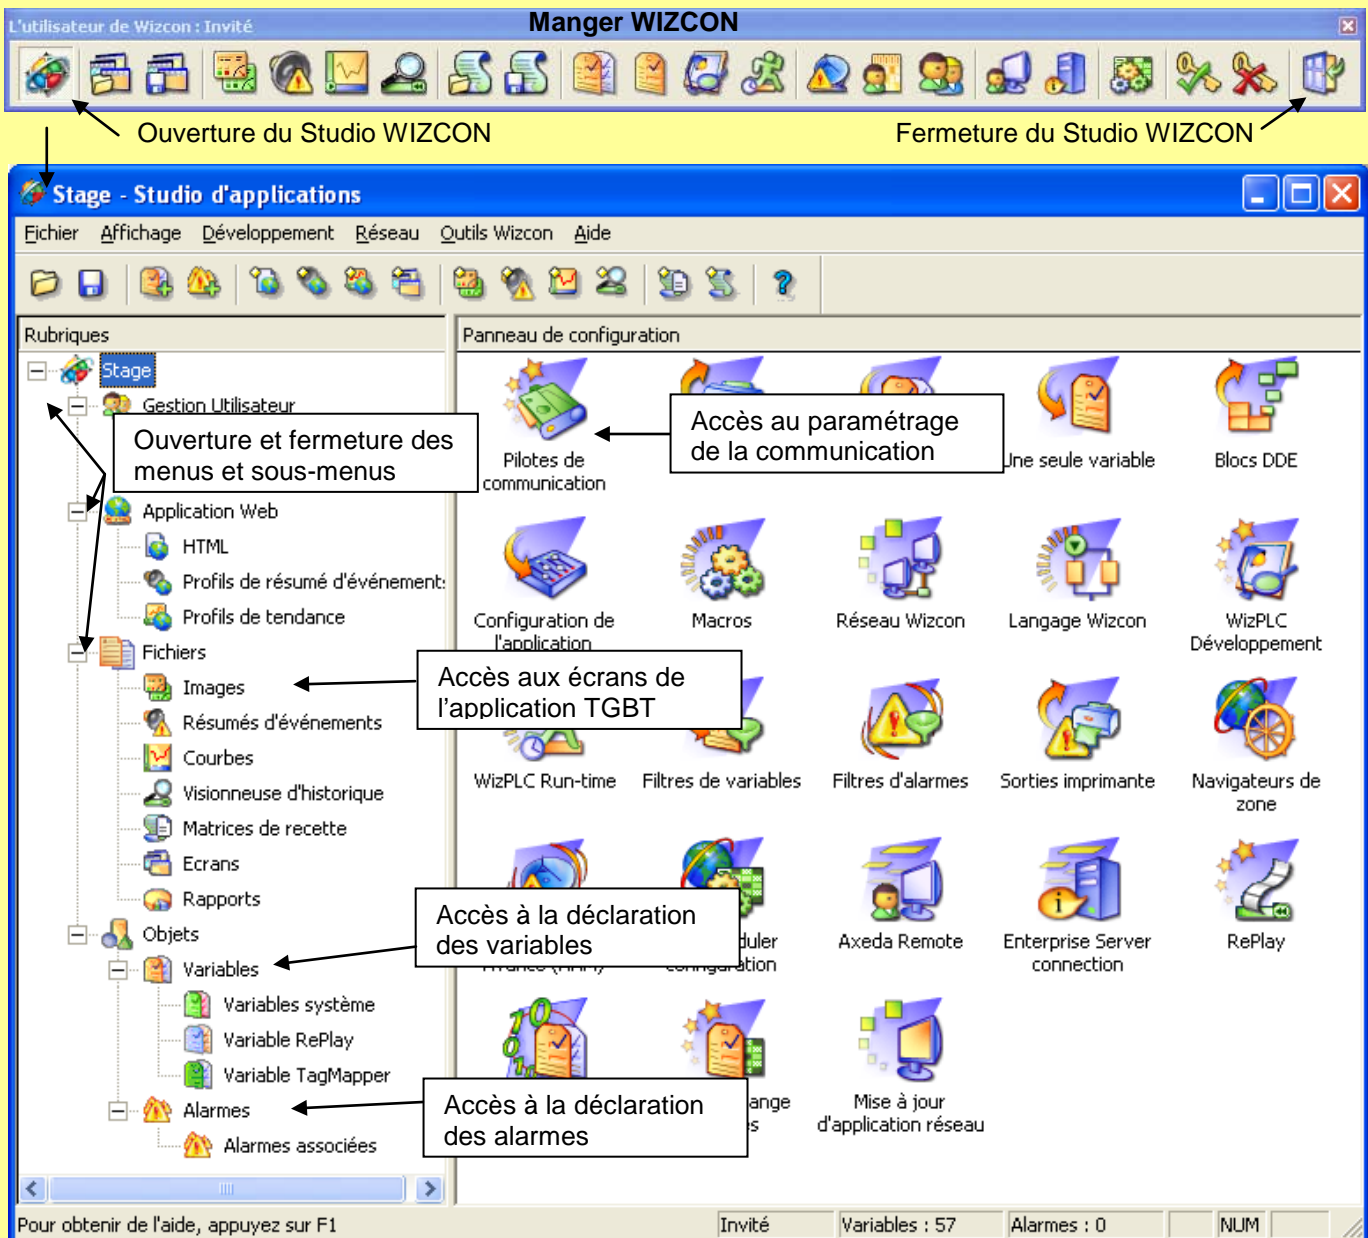 L'utilisateur de Wizcon : Invité
Manger WIZCON
Ouverture du Studio WIZCON
Fermeture du Studio WIZCON
Stage - Studio d'applications
Fichier Affichage Développement Réseau Outils Wizcon Aide
Rubriques
Panneau de configuration
Stage
Gestion Utilisateur
Ouverture et fermeture des
menus et sous-menus
Application Web
HTML
Profils de résumé d'événement
Profils de tendance
Fichiers
Images
Résumés d'événements
Courbes
Visionneuse d'historique
Matrices de recette
Ecrans
Rapports
Objets
Variables
Variables système
Variable RePlay
Variable TagMapper
Alarmes
Alarmes associées
Pilotes de
communication
Accès au paramétrage
de la communication
Une seule variable
Blocs DDE
Configuration de
l'application
Macros
Réseau Wizcon
Langage Wizcon
WizPLC
Développement
Accès aux écrans de
l'application TGBT
WizPLC Run-time
Filtres de variables
Filtres d'alarmes
Sorties imprimante
Navigateurs de
zone
Accès à la déclaration
des variables
Axeda Remote
Enterprise Server
connection
RePlay
Accès à la déclaration
des alarmes
Mise à jour
d'application réseau
Pour obtenir de l'aide, appuyez sur F1
Invité
Variables : 57
Alarmes : 0
NUM